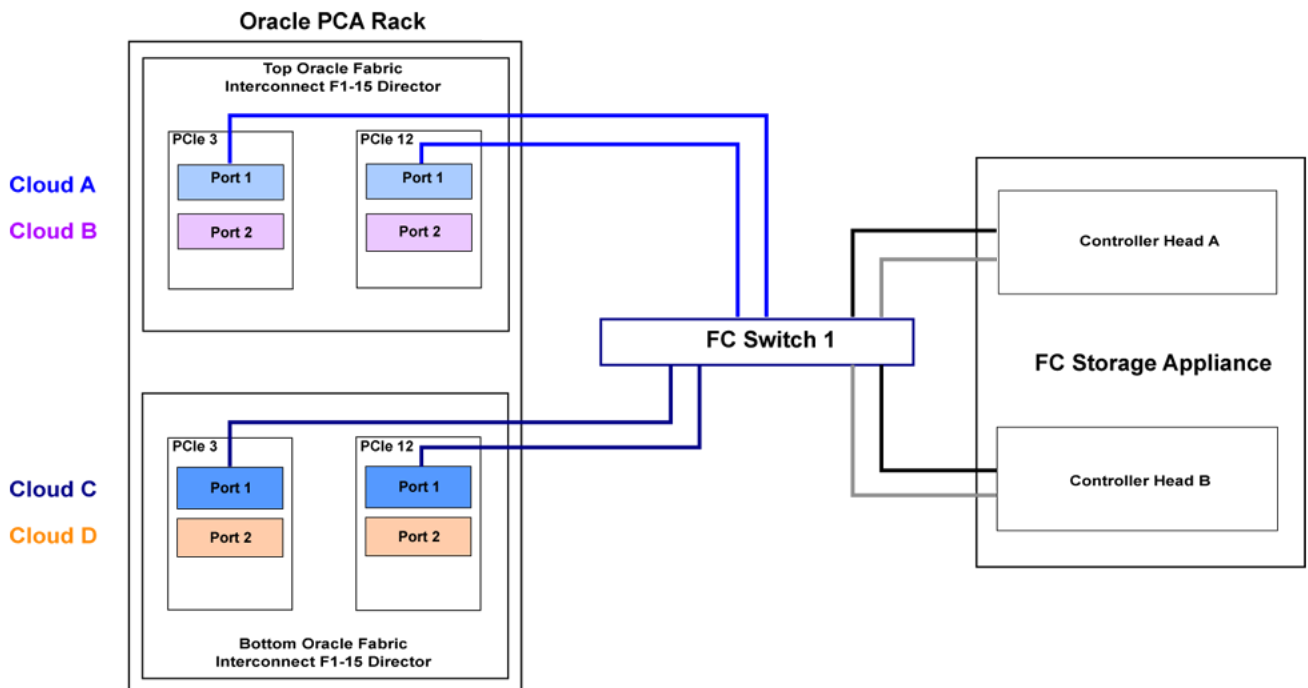 Oracle PCA Rack
Top Oracle Fabric
Interconnect F1-15 Director
PCIe 3
PCIe 12
Cloud A
Port 1
Port 1
Cloud B
Port 2
Port 2
Controller Head A
FC Switch 1
FC Storage Appliance
PCIe 3
PCIe 12
Cloud C
Port 1
Port 1
Controller Head B
Cloud D
Port 2
Port 2
Bottom Oracle Fabric
Interconnect F1-15 Director